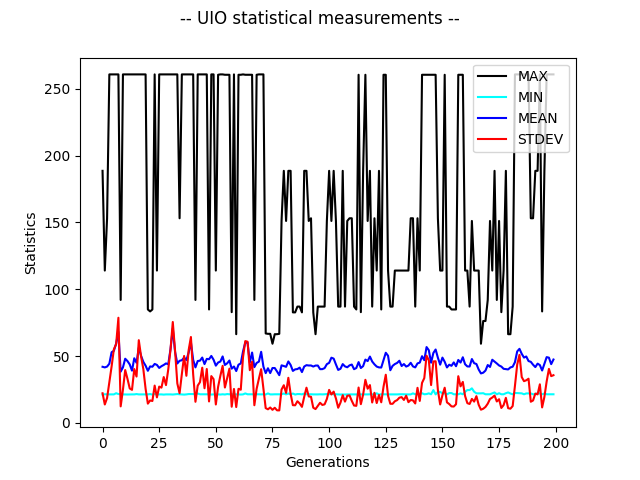 -- UIO statistical measurements --
MAX
MIN
MEAN
STDEV
Statistics
250
200
150
100
50
0
0 25 50 75 100 125 150 175 200
Generations